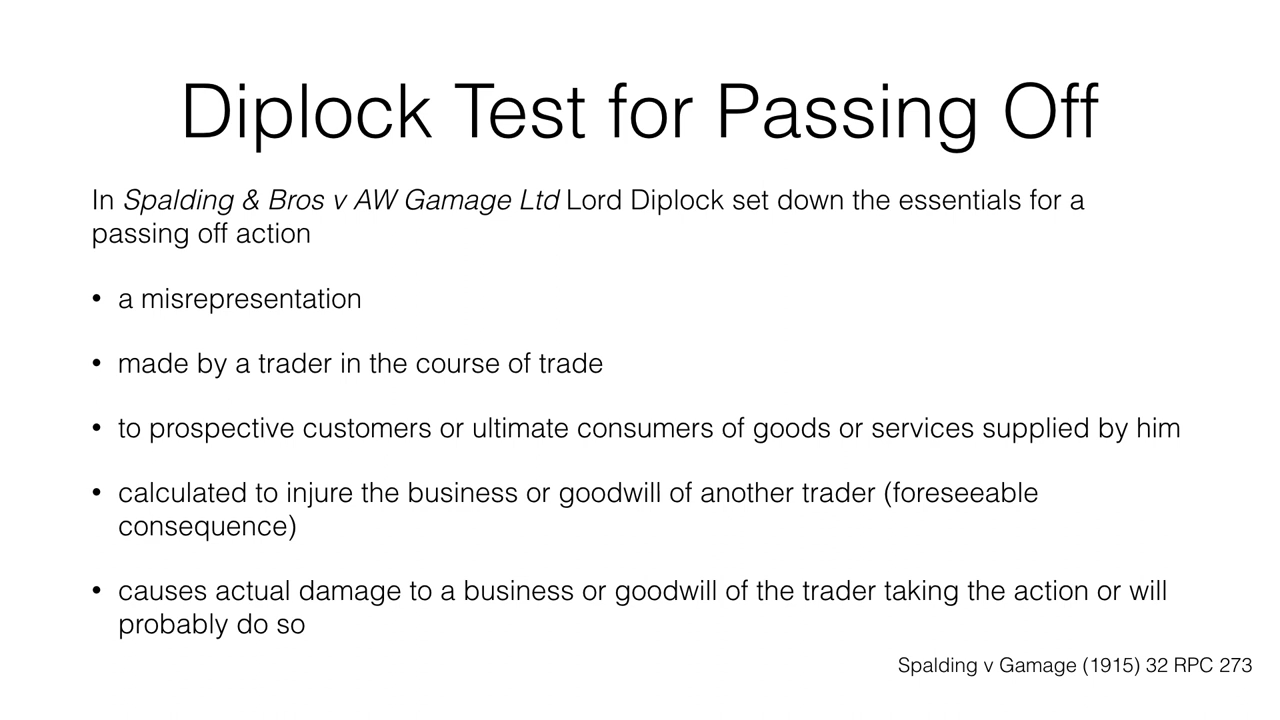 Diplock Test for Passing Off
In Spalding & Bros v AW Gamage Ltd Lord Diplock set down the essentials for a
passing off action
• a misrepresentation
• made by a trader in the course of trade
• to prospective customers or ultimate consumers of goods or services supplied by him
• calculated to injure the business or goodwill of another trader (foreseeable
consequence)
• causes actual damage to a business or goodwill of the trader taking the action or will
probably do so
Spalding v Gamage (1915) 32 RPC 273